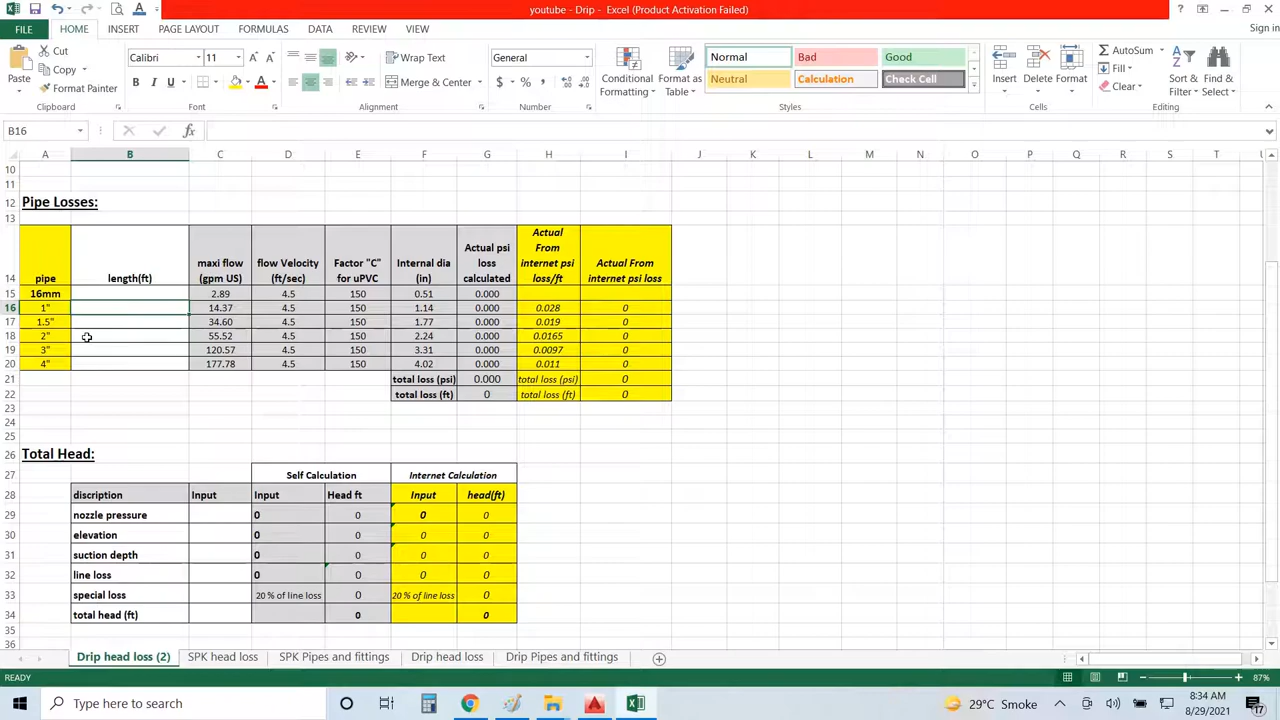 youtube - Drip - Excel (Product Activation Failed)
FILE HOME INSERT PAGE LAYOUT FORMULAS DATA REVIEW VIEW Sign in
Paste Cut Copy Format Painter Clipboard
Calibri 11 B I U Font
Wrap Text Merge & Center Alignment
General $ % , Number
Conditional Formatting Format as Table Normal Bad Good Neutral Calculation Check Cell Styles
Insert Delete Format Cells
AutoSum Fill Clear Sort & Filter Find & Select Editing
B16 fx
A B C D E F G H I J K L M N O P Q R S T
10
11
12 Pipe Losses:
13
14 pipe length(ft) maxi flow (gpm US) flow Velocity (ft/sec) Factor "C" for uPVC Internal dia (in) Actual psi loss calculated Actual From internet psi loss/ft Actual From internet psi loss
15 16mm 2.89 4.5 150 0.51 0.000
16 1" 14.37 4.5 150 1.14 0.000 0.028 0
17 1.5" 34.60 4.5 150 1.77 0.000 0.019 0
18 2" 55.52 4.5 150 2.24 0.000 0.0165 0
19 3" 120.57 4.5 150 3.31 0.000 0.0097 0
20 4" 177.78 4.5 150 4.02 0.000 0.011 0
21 total loss (psi) 0.000 total loss (psi) 0
22 total loss (ft) 0 total loss (ft) 0
23
24
25
26 Total Head:
27 Self Calculation Internet Calculation
28 discription Input Input Head ft Input head(ft)
29 nozzle pressure 0 0 0 0
30 elevation 0 0 0 0
31 suction depth 0 0 0 0
32 line loss 0 0 0 0
33 special loss 20 % of line loss 0 20 % of line loss 0
34 total head (ft) 0 0
35
36
Drip head loss (2) SPK head loss SPK Pipes and fittings Drip head loss Drip Pipes and fittings
READY 87%
Type here to search 29°C Smoke 8:34 AM
8/29/2021 17